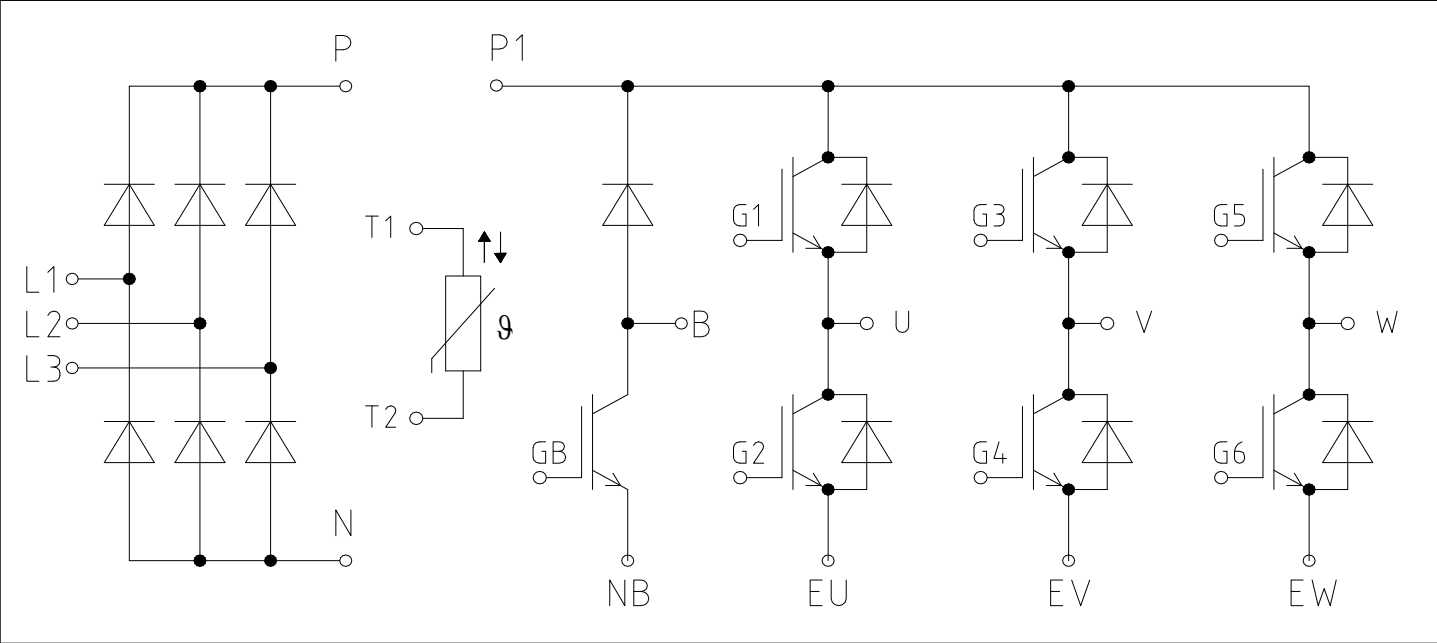 P P1
T1 G1 G3 G5
L1
L2 ϑ B U V W
L3
T2
GB G2 G4 G6
N
NB EU EV EW